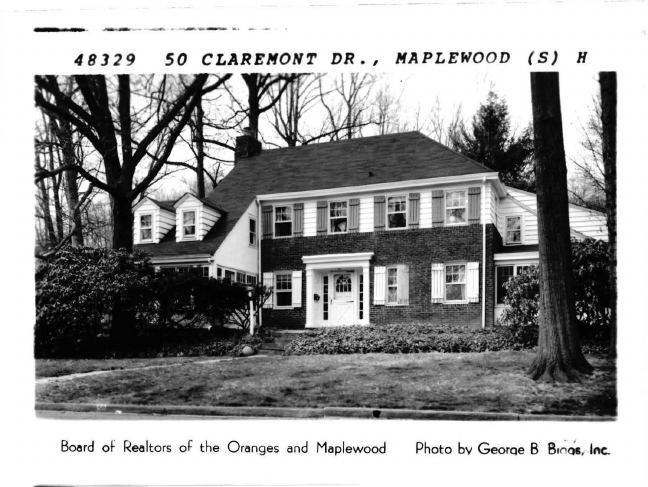 48329 50 CLAREMONT DR., MAPLEWOOD (S) H
Board of Realtors of the Oranges and Maplewood Photo by George B Biggs, Inc.